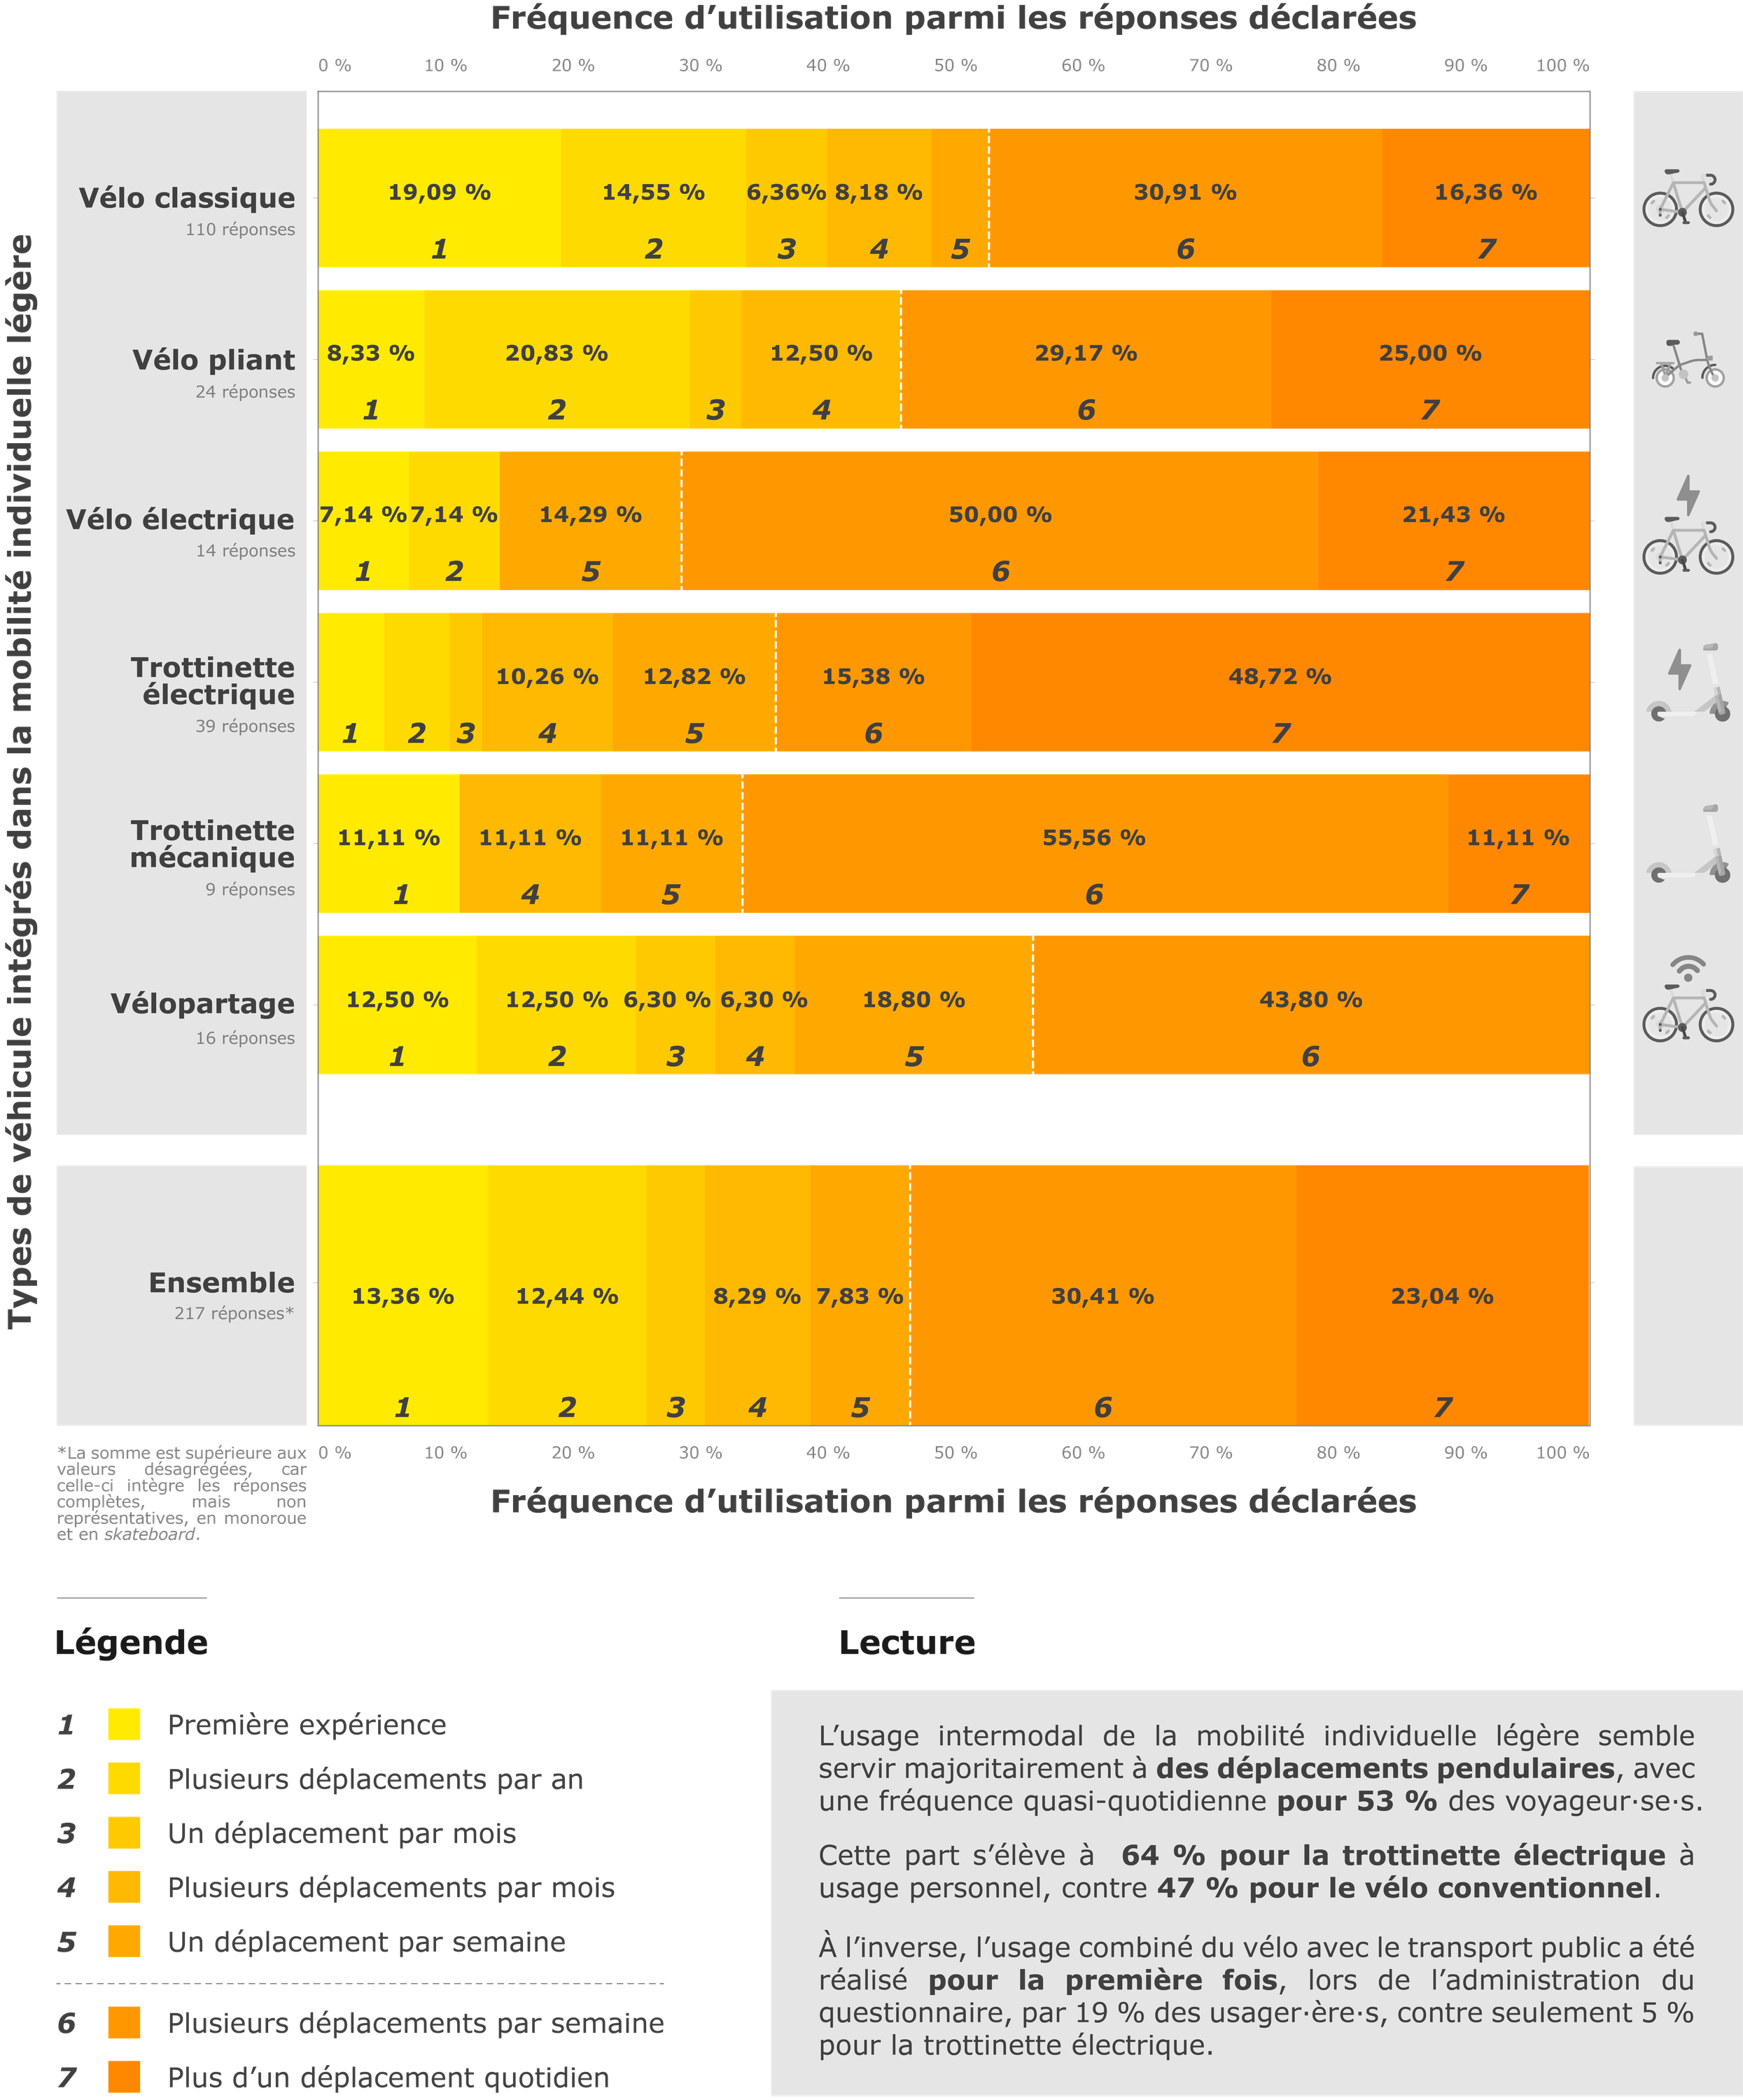 Fréquence d’utilisation parmi les réponses déclarées
0 % 10 % 20 % 30 % 40 % 50 % 60 % 70 % 80 % 90 % 100 %
Types de véhicule intégrés dans la mobilité individuelle légère
Vélo classique
110 réponses
19,09 % 14,55 % 6,36% 8,18 % 30,91 % 16,36 %
1 2 3 4 5 6 7
Vélo pliant
24 réponses
8,33 % 20,83 % 12,50 % 29,17 % 25,00 %
1 2 3 4 6 7
Vélo électrique
14 réponses
7,14 % 7,14 % 14,29 % 50,00 % 21,43 %
1 2 5 6 7
Trottinette
électrique
39 réponses
10,26 % 12,82 % 15,38 % 48,72 %
1 2 3 4 5 6 7
Trottinette
mécanique
9 réponses
11,11 % 11,11 % 11,11 % 55,56 % 11,11 %
1 4 5 6 7
Vélopartage
16 réponses
12,50 % 12,50 % 6,30 % 6,30 % 18,80 % 43,80 %
1 2 3 4 5 6
Ensemble
217 réponses*
13,36 % 12,44 % 8,29 % 7,83 % 30,41 % 23,04 %
1 2 3 4 5 6 7
0 % 10 % 20 % 30 % 40 % 50 % 60 % 70 % 80 % 90 % 100 %
Fréquence d’utilisation parmi les réponses déclarées
*La somme est supérieure aux
valeurs désagrégées, car
celle-ci intègre les réponses
complètes, mais non
représentatives, en monoroue
et en skateboard.
Légende
1 Première expérience
2 Plusieurs déplacements par an
3 Un déplacement par mois
4 Plusieurs déplacements par mois
5 Un déplacement par semaine
6 Plusieurs déplacements par semaine
7 Plus d’un déplacement quotidien
Lecture
L’usage intermodal de la mobilité individuelle légère semble
servir majoritairement à des déplacements pendulaires, avec
une fréquence quasi-quotidienne pour 53 % des voyageur·se·s.
Cette part s’élève à 64 % pour la trottinette électrique à
usage personnel, contre 47 % pour le vélo conventionnel.
À l’inverse, l’usage combiné du vélo avec le transport public a été
réalisé pour la première fois, lors de l’administration du
questionnaire, par 19 % des usager·ère·s, contre seulement 5 %
pour la trottinette électrique.